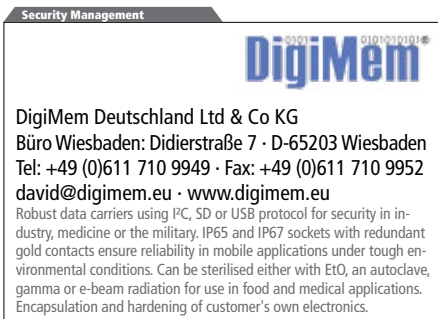 Security Management
DigiMem
DigiMem Deutschland Ltd & Co KG
Büro Wiesbaden: Didierstraße 7 · D-65203 Wiesbaden
Tel: +49 (0)611 710 9949 · Fax: +49 (0)611 710 9952
david@digimem.eu · www.digimem.eu
Robust data carriers using I²C, SD or USB protocol for security in in-
dustry, medicine or the military. IP65 and IP67 sockets with redundant
gold contacts ensure reliability in mobile applications under tough en-
vironmental conditions. Can be sterilised either with EtO, an autoclave,
gamma or e-beam radiation for use in food and medical applications.
Encapsulation and hardening of customer's own electronics.